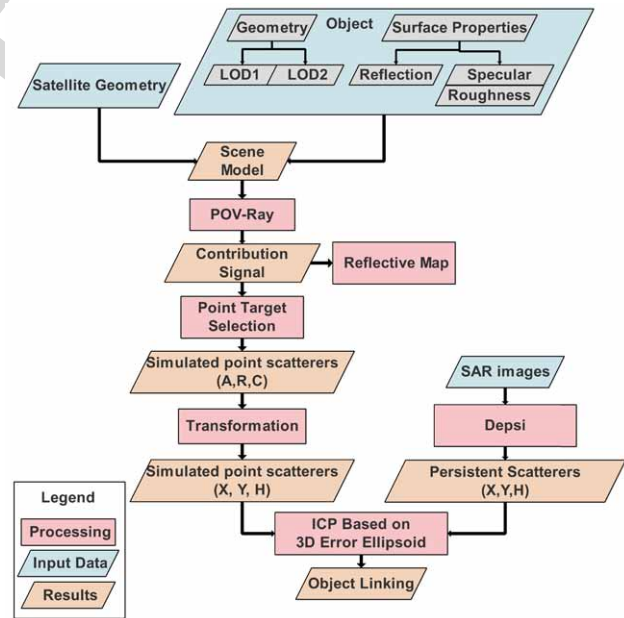 Object
Geometry
Surface Properties
LOD1
LOD2
Reflection
Specular
Roughness
Satellite Geometry
Scene
Model
POV-Ray
Contribution
Signal
Reflective Map
Point Target
Selection
Simulated point scatterers
(A,R,C)
SAR images
Transformation
Depsi
Simulated point scatterers
(X, Y, H)
Persistent Scatterers
(X,Y,H)
Legend
Processing
Input Data
Results
ICP Based on
3D Error Ellipsoid
Object Linking